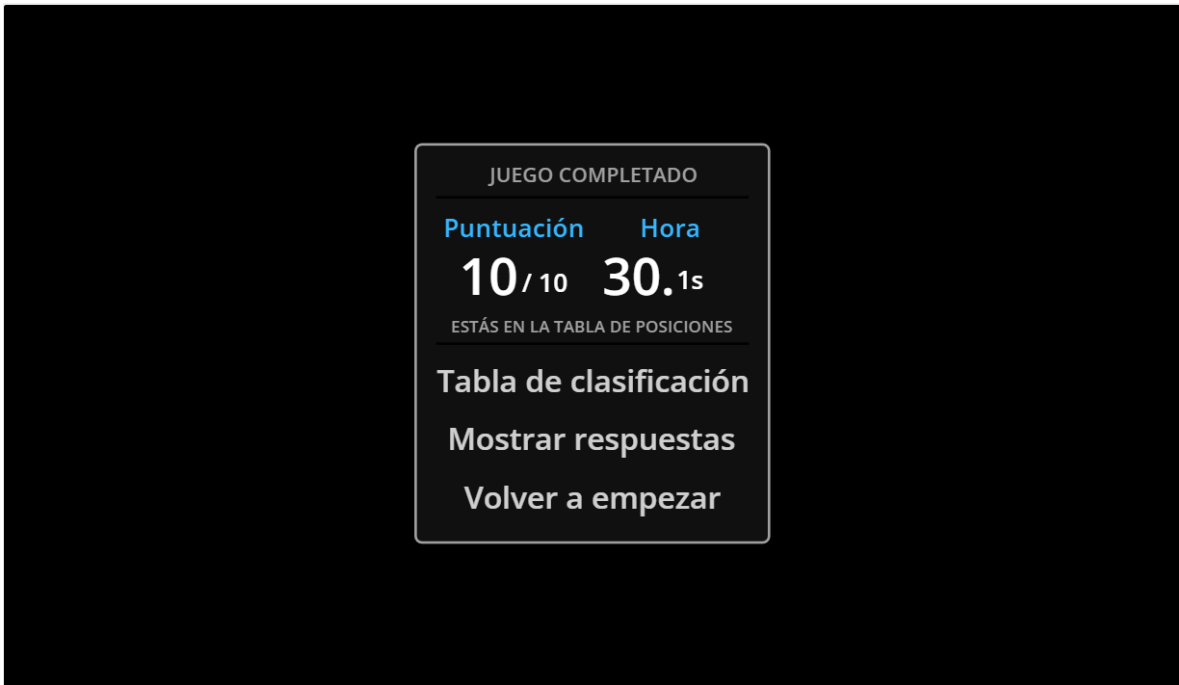 JUEGO COMPLETADO
Puntuación Hora
10 / 10 30.1s
ESTÁS EN LA TABLA DE POSICIONES
Tabla de clasificación
Mostrar respuestas
Volver a empezar